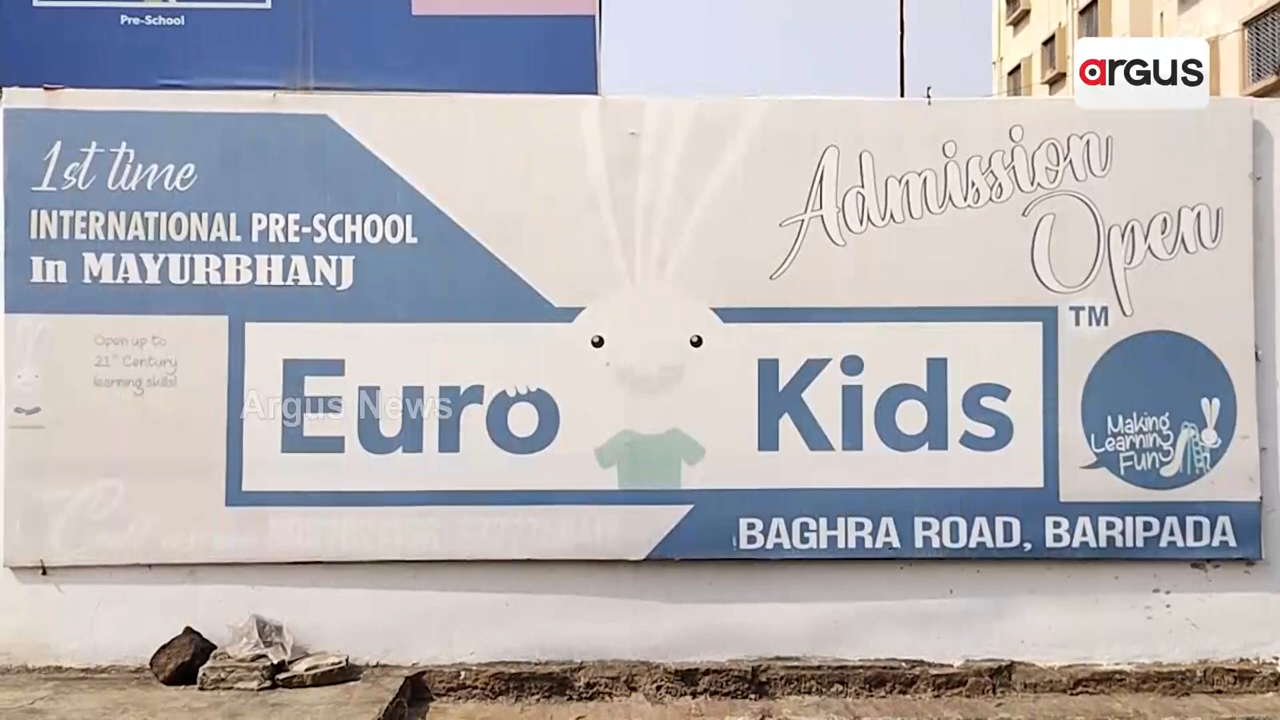 Pre-School
argus
1st time
INTERNATIONAL PRE-SCHOOL
In MAYURBHANJ
Admission
Open
Open up to
21st Century
learning skills!
Euro Kids
TM
Argus News
Making
Learning
Fun
BAGHRA ROAD, BARIPADA